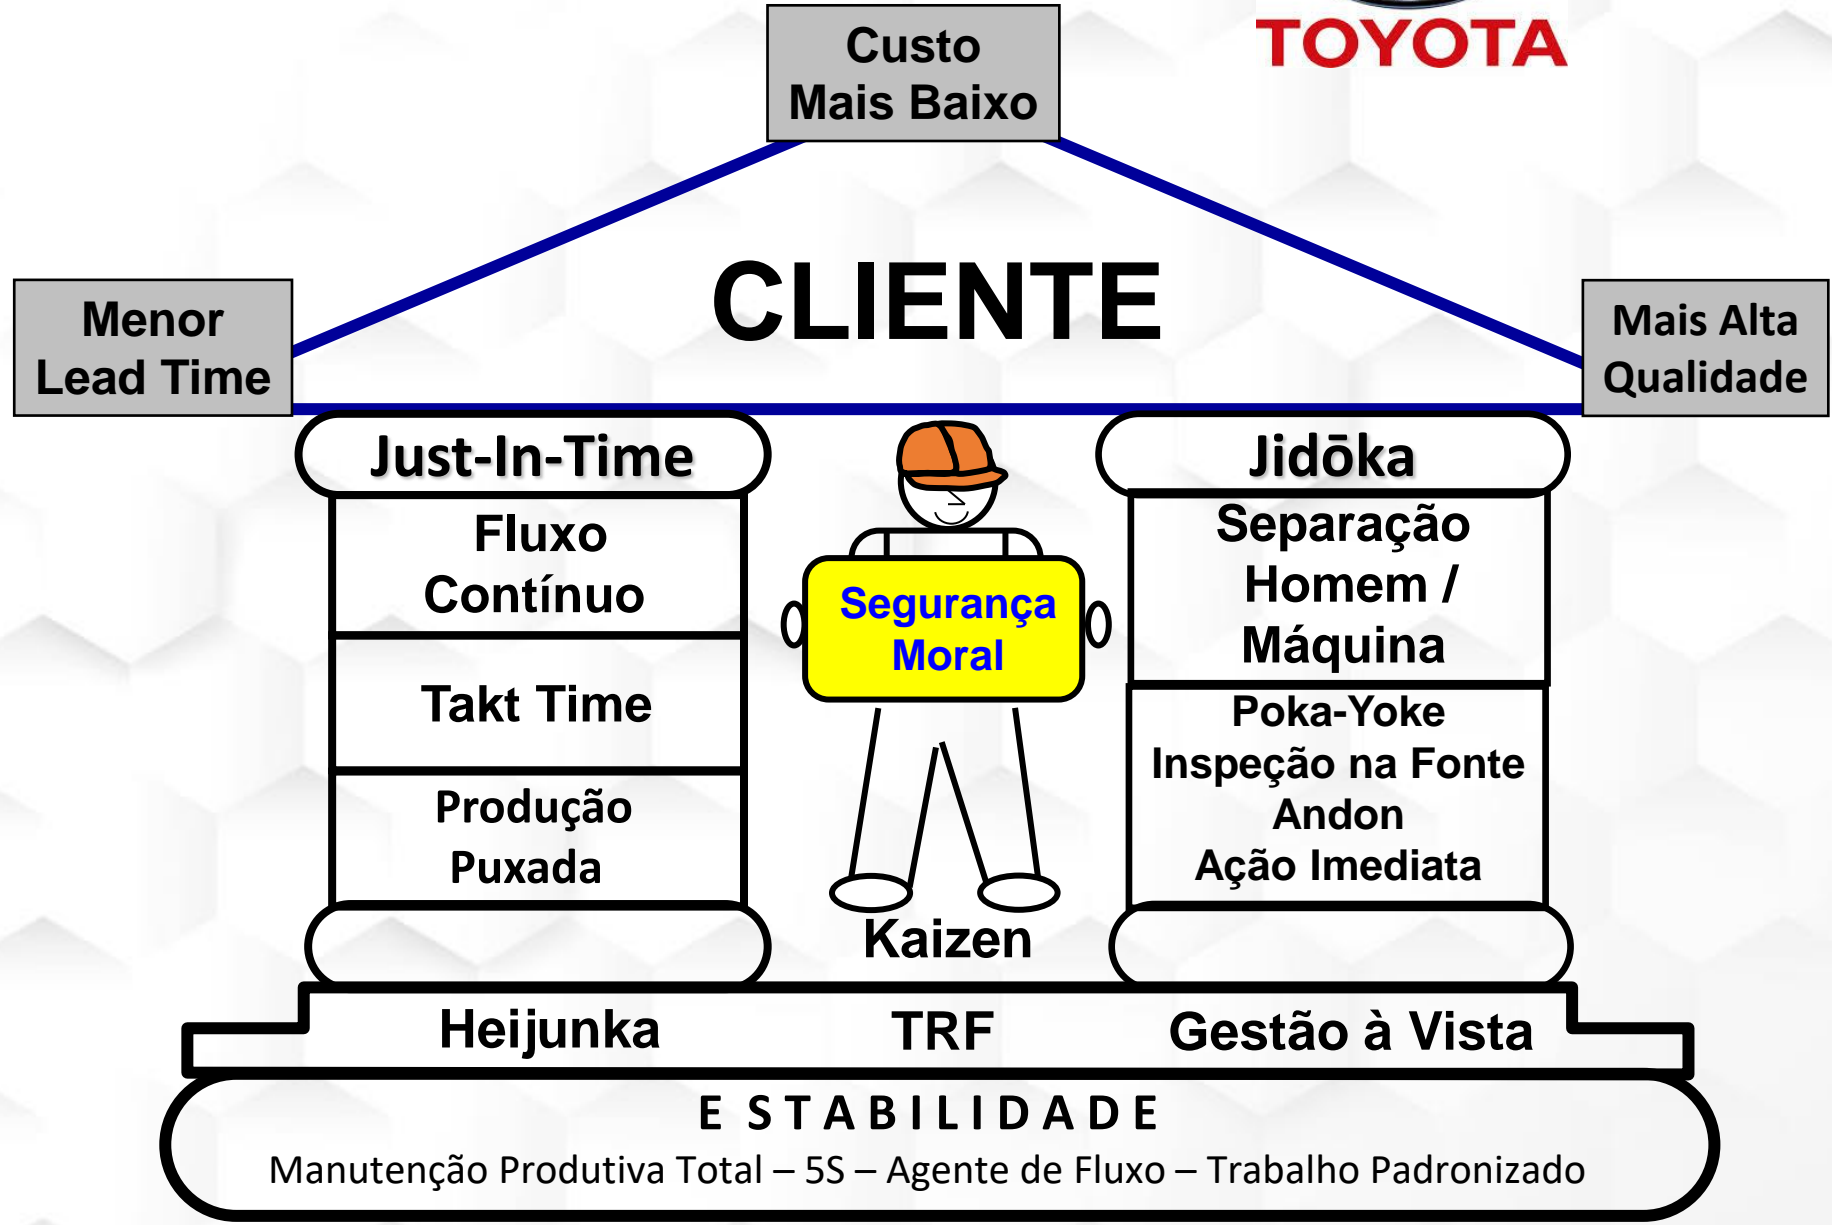 TOYOTA
Custo
Mais Baixo
CLIENTE
Menor
Lead Time
Mais Alta
Qualidade
Just-In-Time
Fluxo
Contínuo
Takt Time
Produção
Puxada
Segurança
Moral
Kaizen
Jidōka
Separação
Homem /
Máquina
Poka-Yoke
Inspeção na Fonte
Andon
Ação Imediata
Heijunka
TRF
Gestão à Vista
E S T A B I L I D A D E
Manutenção Produtiva Total – 5S – Agente de Fluxo – Trabalho Padronizado